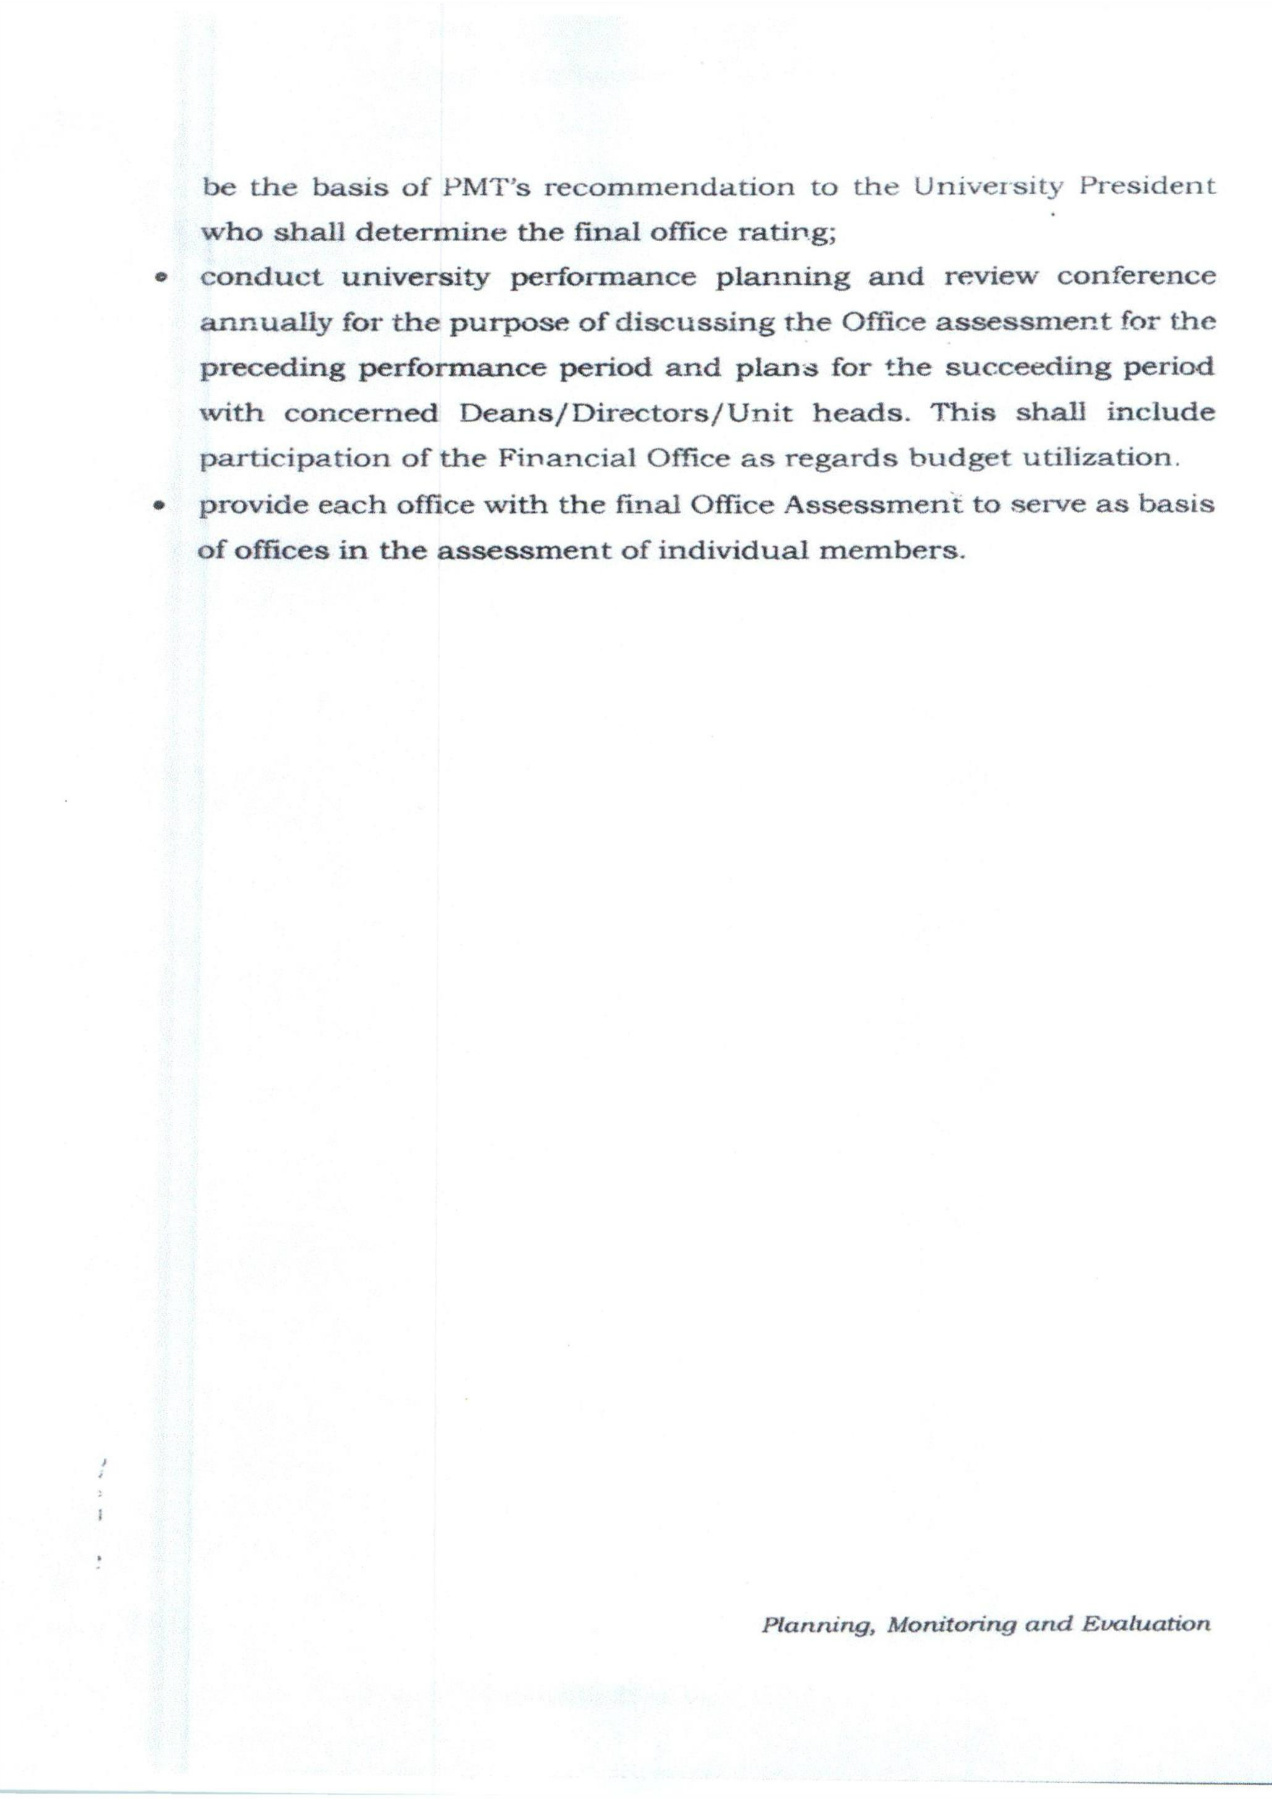 be the basis of PMT's recommendation to the University President
who shall determine the final office rating;
• conduct university performance planning and review conference
annually for the purpose of discussing the Office assessment for the
preceding performance period and plans for the succeeding period
with concerned Deans/Directors/Unit heads. This shall include
participation of the Financial Office as regards budget utilization.
• provide each office with the final Office Assessment to serve as basis
of offices in the assessment of individual members.
Planning, Monitoring and Evaluation